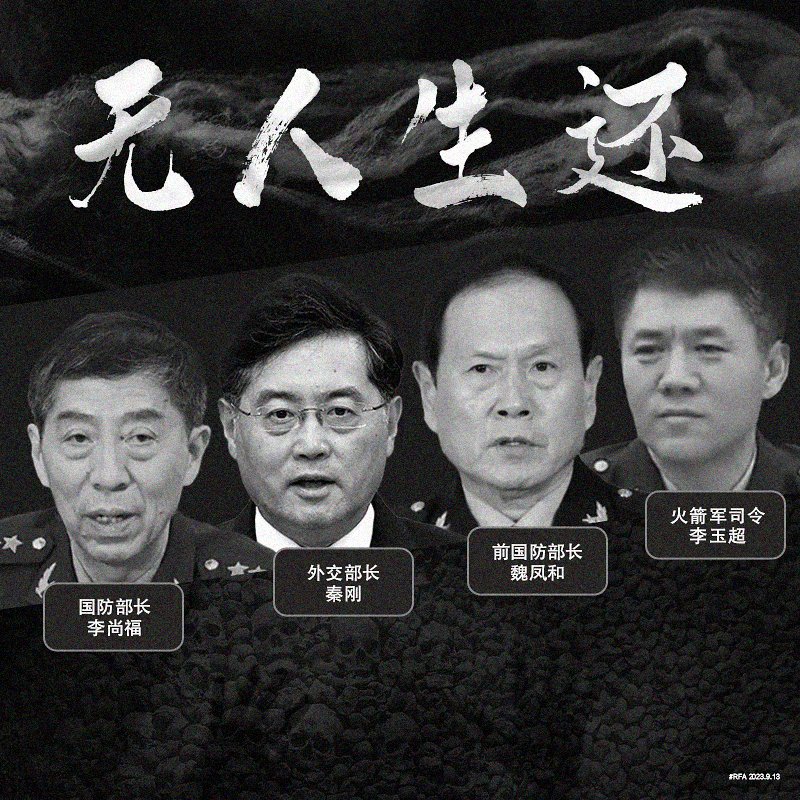 无人生还
国防部长
李尚福
外交部长
秦刚
前国防部长
魏凤和
火箭军司令
李玉超
#RFA 2023.9.13